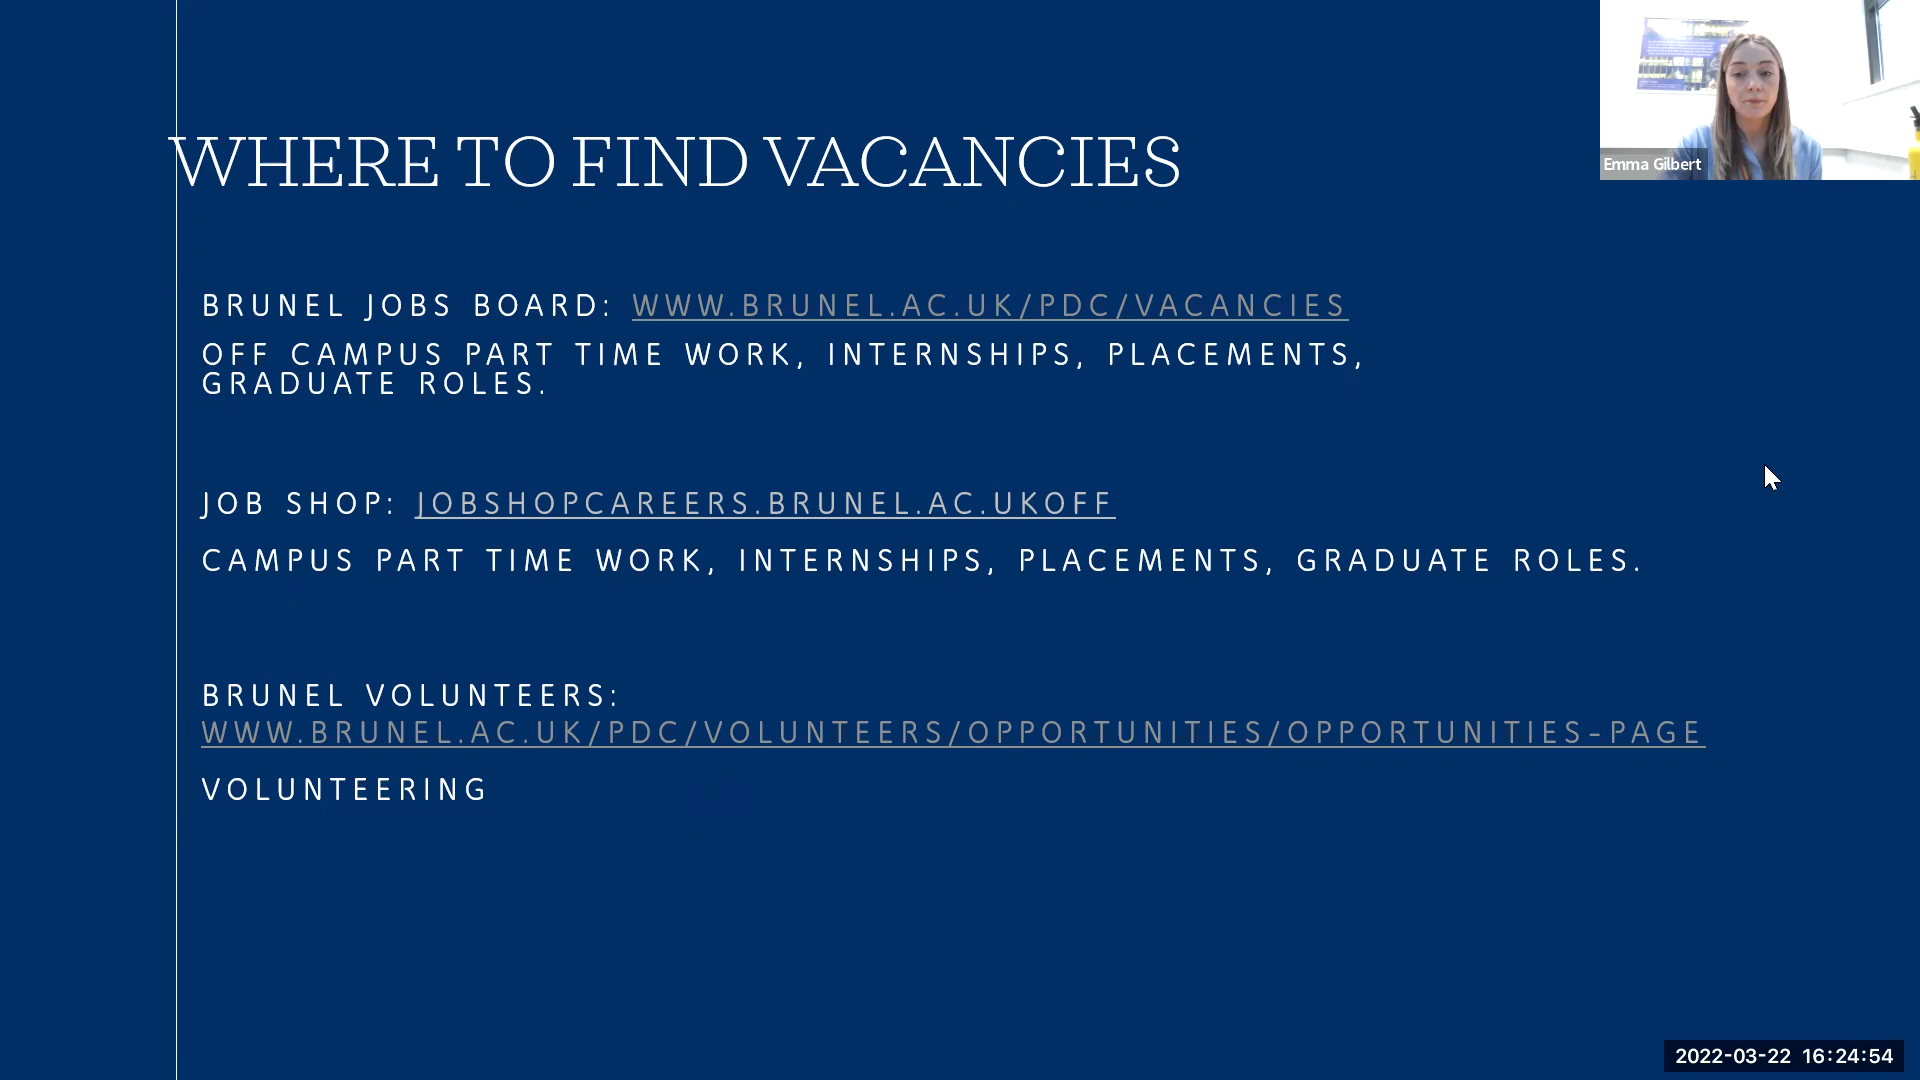 WHERE TO FIND VACANCIES
BRUNEL JOBS BOARD: WWW.BRUNEL.AC.UK/PDC/VACANCIES
OFF CAMPUS PART TIME WORK, INTERNSHIPS, PLACEMENTS,
GRADUATE ROLES.
JOB SHOP: JOBSHOPCAREERS.BRUNEL.AC.UKOFF
CAMPUS PART TIME WORK, INTERNSHIPS, PLACEMENTS, GRADUATE ROLES.
BRUNEL VOLUNTEERS:
WWW.BRUNEL.AC.UK/PDC/VOLUNTEERS/OPPORTUNITIES/OPPORTUNITIES-PAGE
VOLUNTEERING
Emma Gilbert
2022-03-22 16:24:54